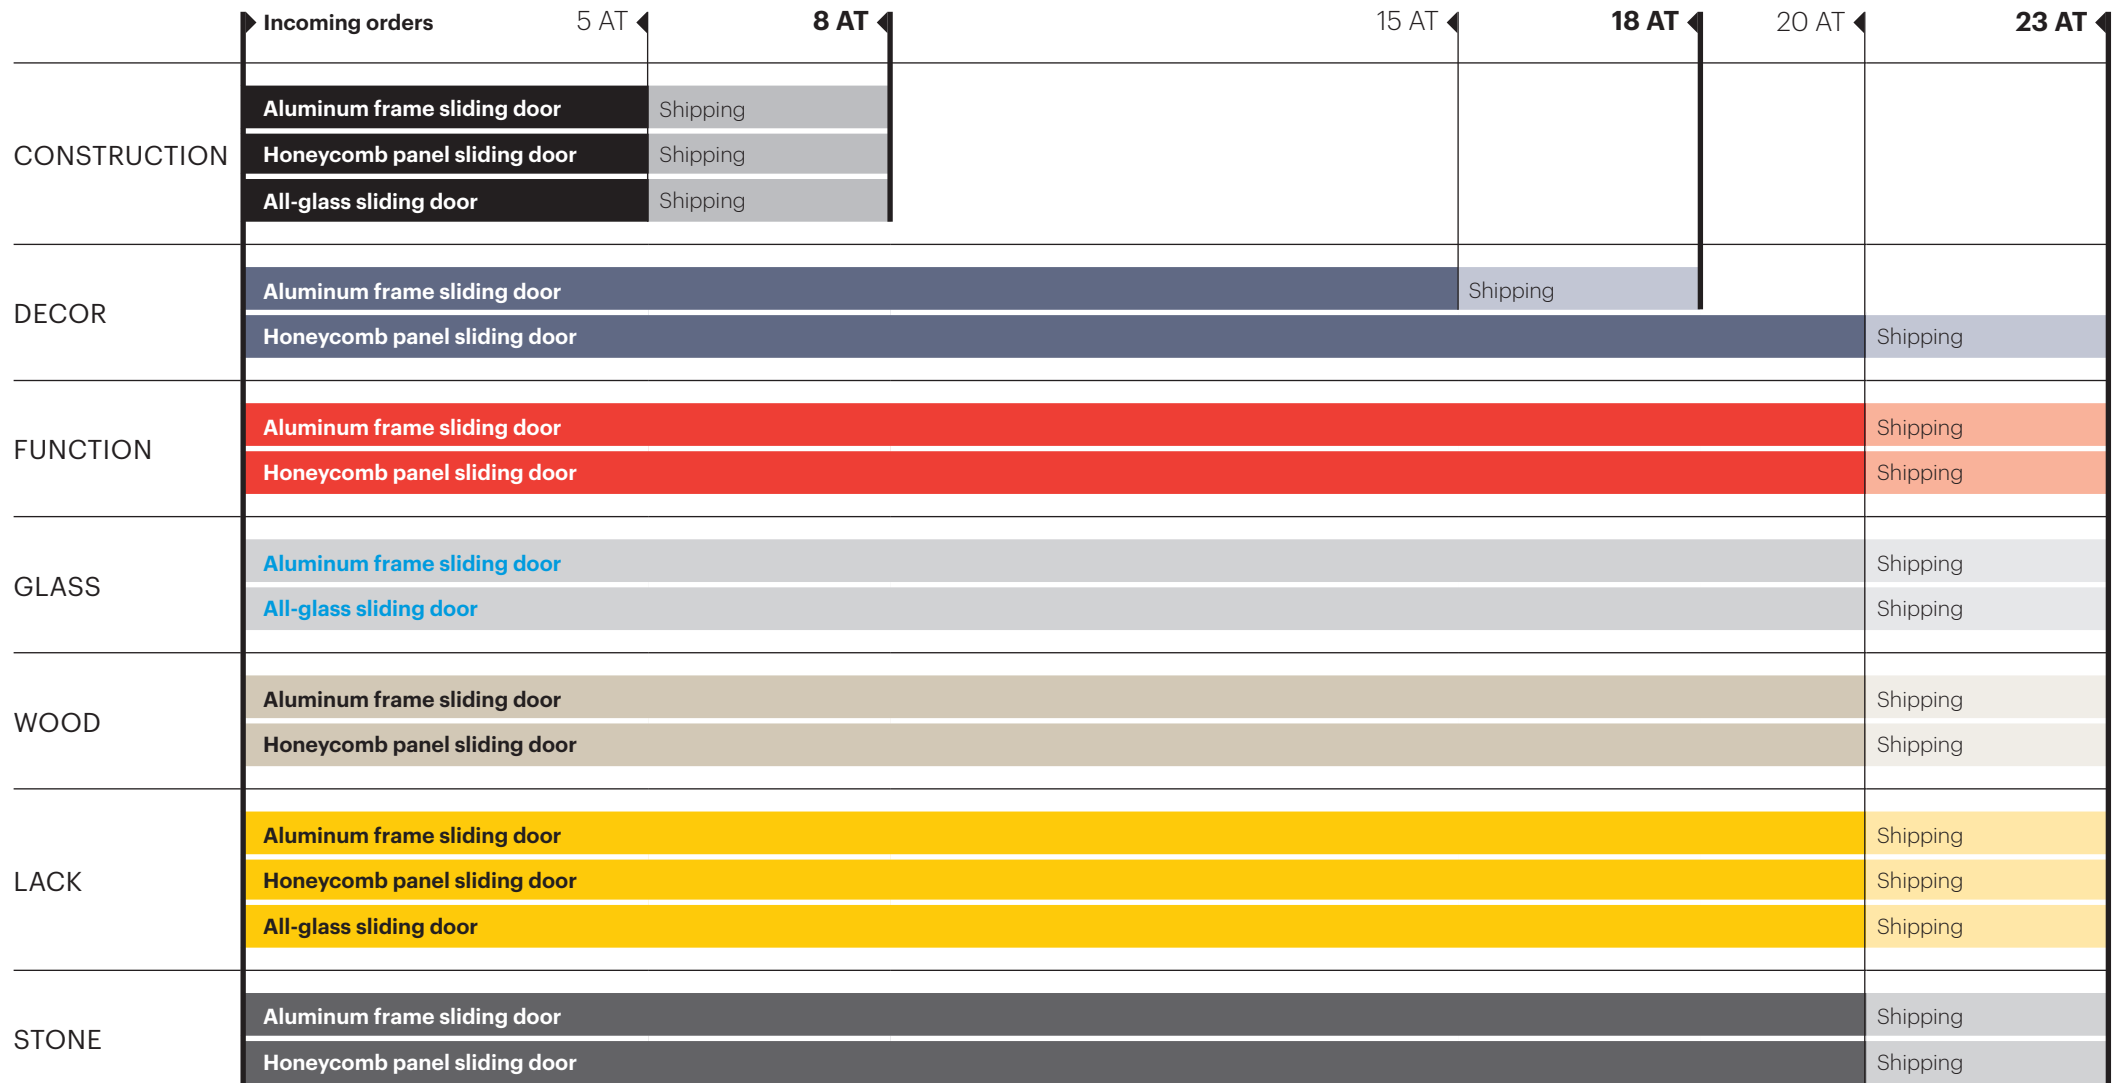 Incoming orders 5 AT 8 AT 15 AT 18 AT 20 AT 23 AT
CONSTRUCTION
Aluminum frame sliding door Shipping
Honeycomb panel sliding door Shipping
All-glass sliding door Shipping
DECOR
Aluminum frame sliding door Shipping
Honeycomb panel sliding door Shipping
FUNCTION
Aluminum frame sliding door Shipping
Honeycomb panel sliding door Shipping
GLASS
Aluminum frame sliding door Shipping
All-glass sliding door Shipping
WOOD
Aluminum frame sliding door Shipping
Honeycomb panel sliding door Shipping
LACK
Aluminum frame sliding door Shipping
Honeycomb panel sliding door Shipping
All-glass sliding door Shipping
STONE
Aluminum frame sliding door Shipping
Honeycomb panel sliding door Shipping